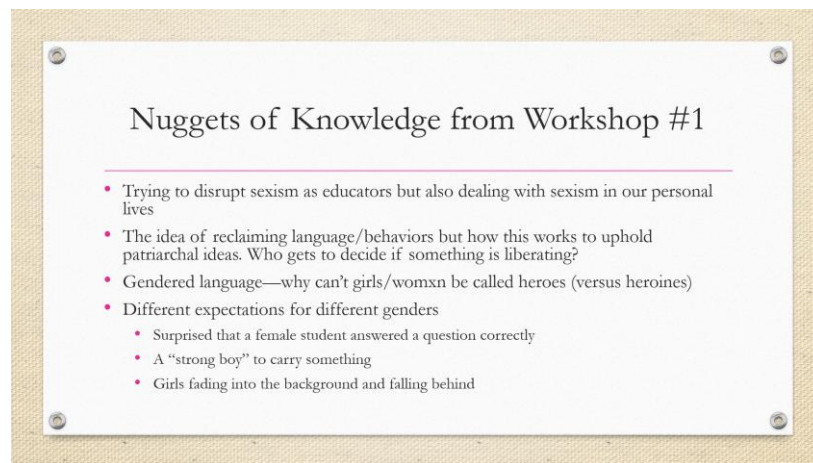 Nuggets of Knowledge from Workshop #1
• Trying to disrupt sexism as educators but also dealing with sexism in our personal
lives
• The idea of reclaiming language/behaviors but how this works to uphold
patriarchal ideas. Who gets to decide if something is liberating?
• Gendered language—why can’t girls/womxn be called heroes (versus heroines)
• Different expectations for different genders
• Surprised that a female student answered a question correctly
• A “strong boy” to carry something
• Girls fading into the background and falling behind